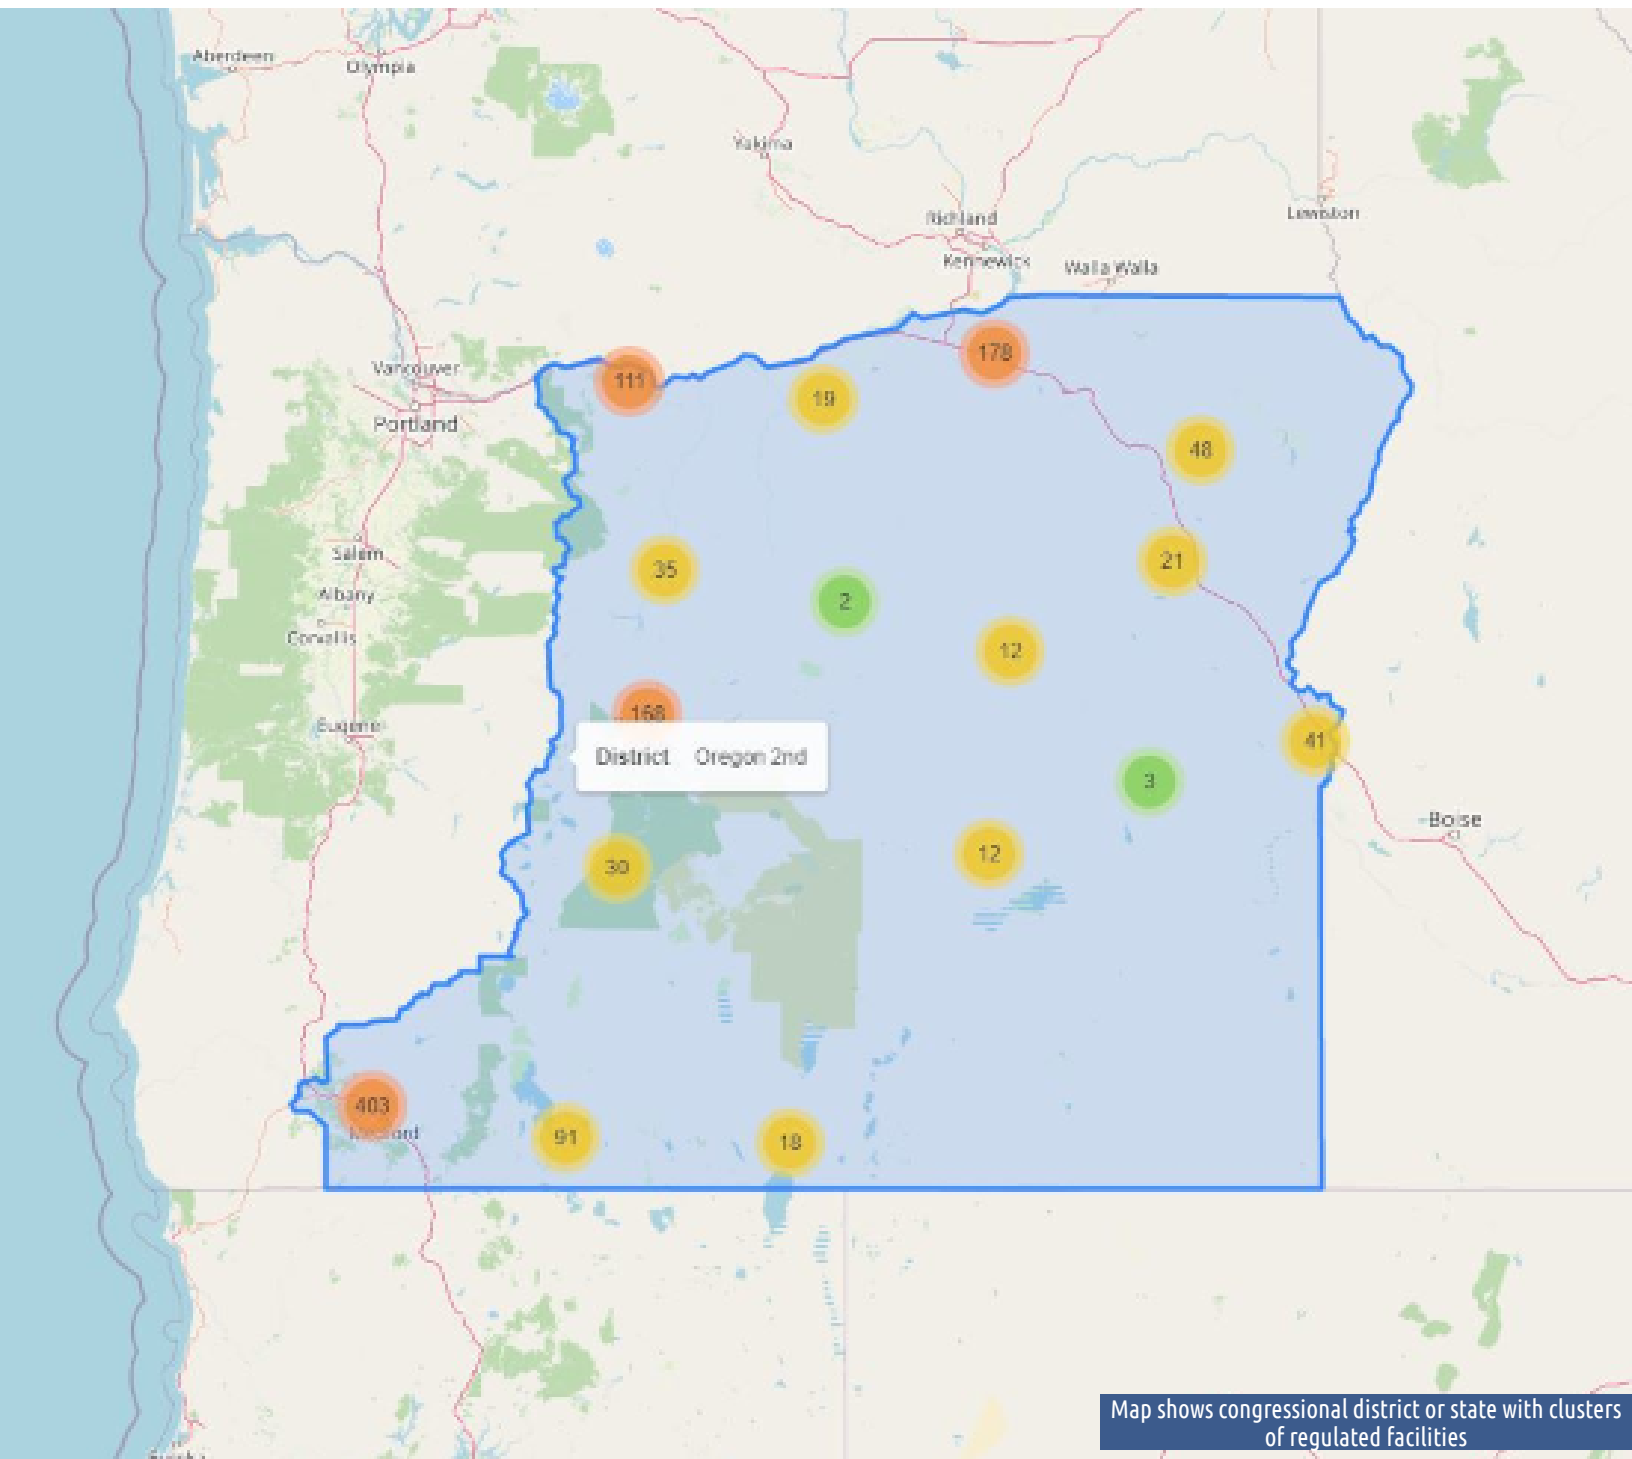 Aberdeen
Olympia
Yakima
Richland
Lewiston
Kennewick
Walla Walla
Vancouver
111
178
19
Portland
48
Salem
35
21
Albany
2
Corvallis
12
168
Eugene
41
District Oregon 2nd
3
Boise
30
12
403
91
18
Map shows congressional district or state with clusters
of regulated facilities